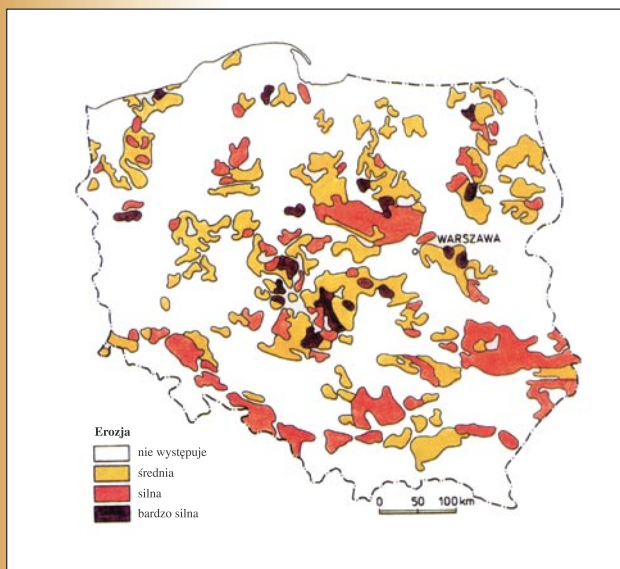 WARSZAWA
Erozja
nie występuje
średnia
silna
bardzo silna
0 50 100 km